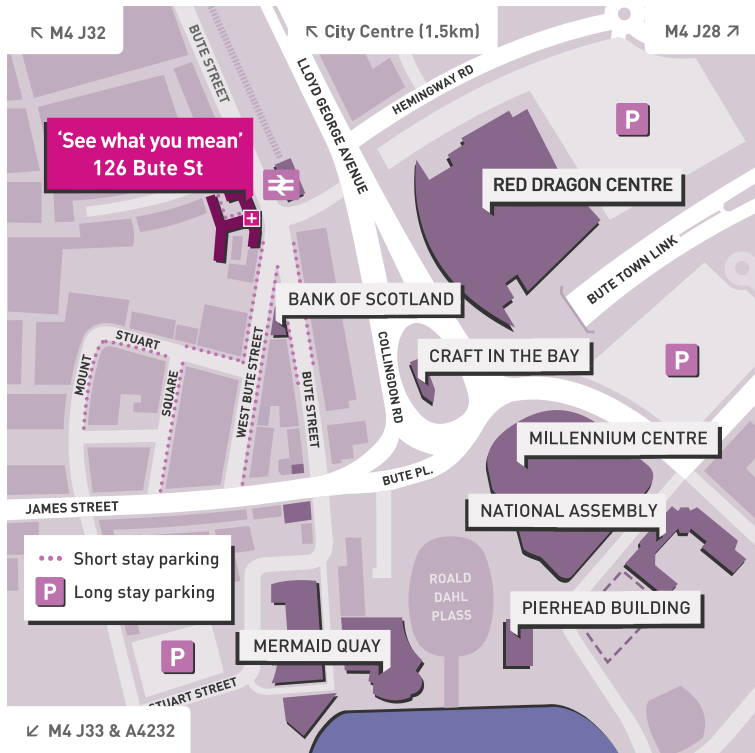 M4 J32
City Centre (1.5km)
M4 J28
BUTE STREET
LLOYD GEORGE AVENUE
HEMINGWAY RD
P
'See what you mean'
126 Bute St
RED DRAGON CENTRE
BUTE TOWN LINK
BANK OF SCOTLAND
STUART
MOUNT
SQUARE
WEST BUTE STREET
BUTE STREET
COLLINGDON RD
CRAFT IN THE BAY
P
MILLENNIUM CENTRE
BUTE PL.
JAMES STREET
NATIONAL ASSEMBLY
Short stay parking
P Long stay parking
ROALD
DAHL
PLASS
PIERHEAD BUILDING
MERMAID QUAY
P
STUART STREET
M4 J33 & A4232